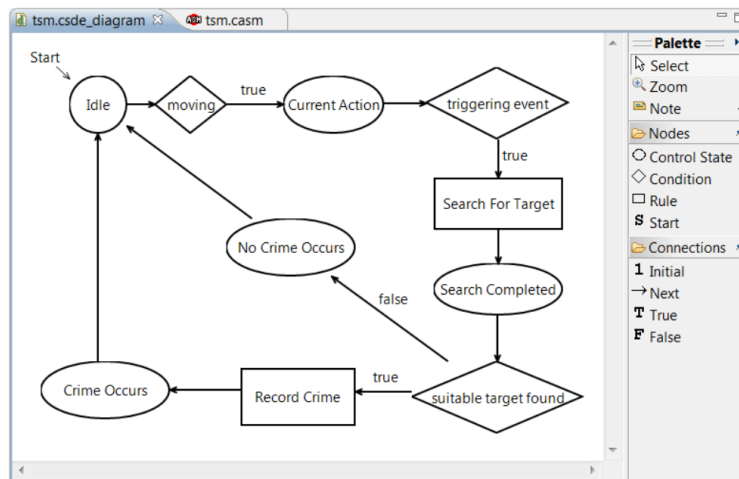 tsm.csde_diagram
ASM tsm.casm
Start
Idle
moving
true
Current Action
triggering event
true
Search For Target
No Crime Occurs
Search Completed
false
Crime Occurs
Record Crime
true
suitable target found
Palette
Select
Zoom
Note
Nodes
Control State
Condition
Rule
S Start
Connections
1 Initial
Next
T True
F False